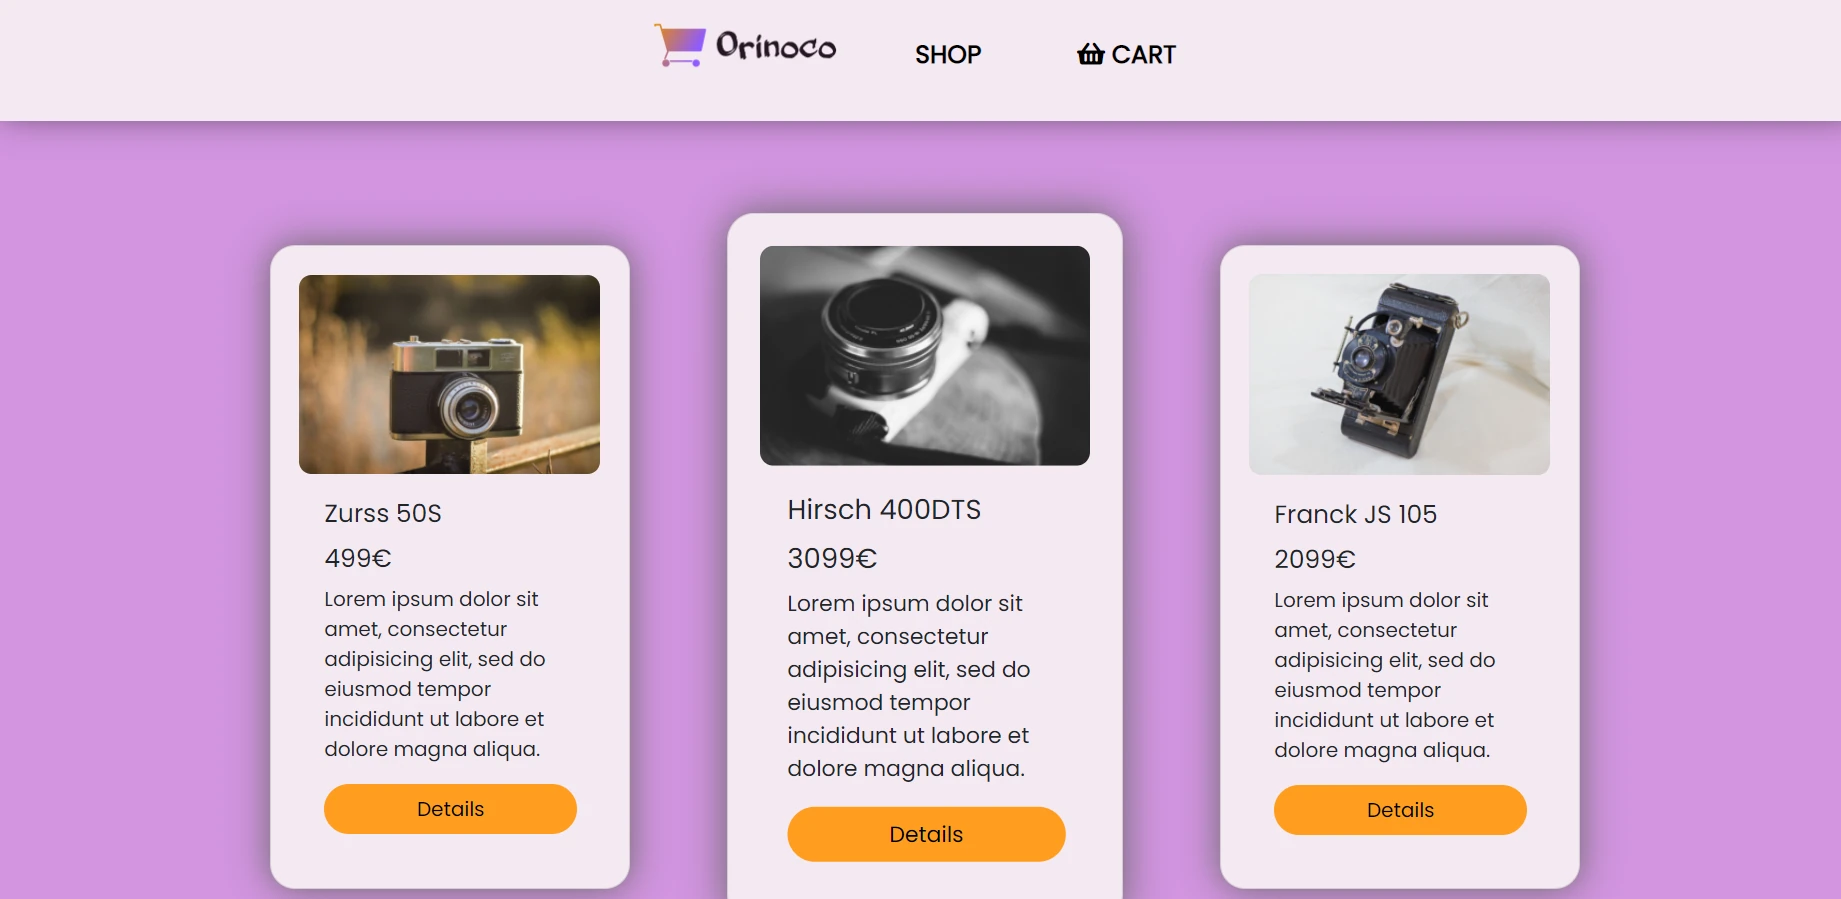 Orinoco
SHOP
CART
Zurss 50S
499€
Lorem ipsum dolor sit
amet, consectetur
adipisicing elit, sed do
eiusmod tempor
incididunt ut labore et
dolore magna aliqua.
Details
Hirsch 400DTS
3099€
Lorem ipsum dolor sit
amet, consectetur
adipisicing elit, sed do
eiusmod tempor
incididunt ut labore et
dolore magna aliqua.
Details
Franck JS 105
2099€
Lorem ipsum dolor sit
amet, consectetur
adipisicing elit, sed do
eiusmod tempor
incididunt ut labore et
dolore magna aliqua.
Details